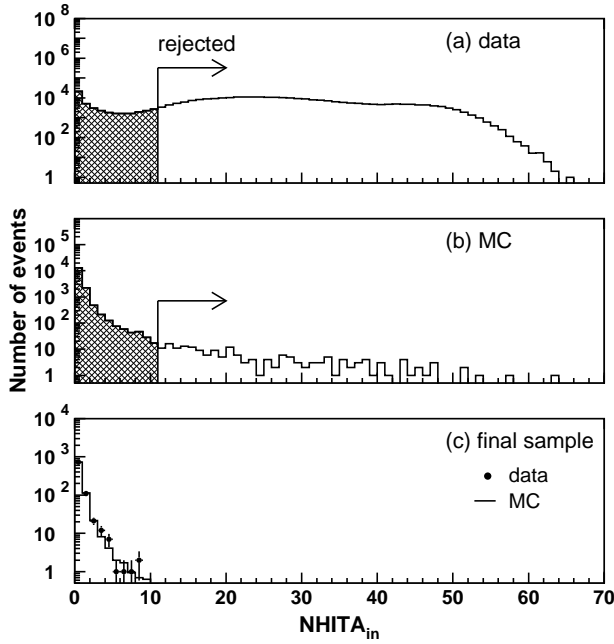 Number of events
10^8
10^6
10^4
10^2
1
rejected
(a) data
10^5
10^4
10^3
10^2
10
1
(b) MC
10^4
10^3
10^2
10
1
(c) final sample
data
MC
0 10 20 30 40 50 60 70
NHITA_in